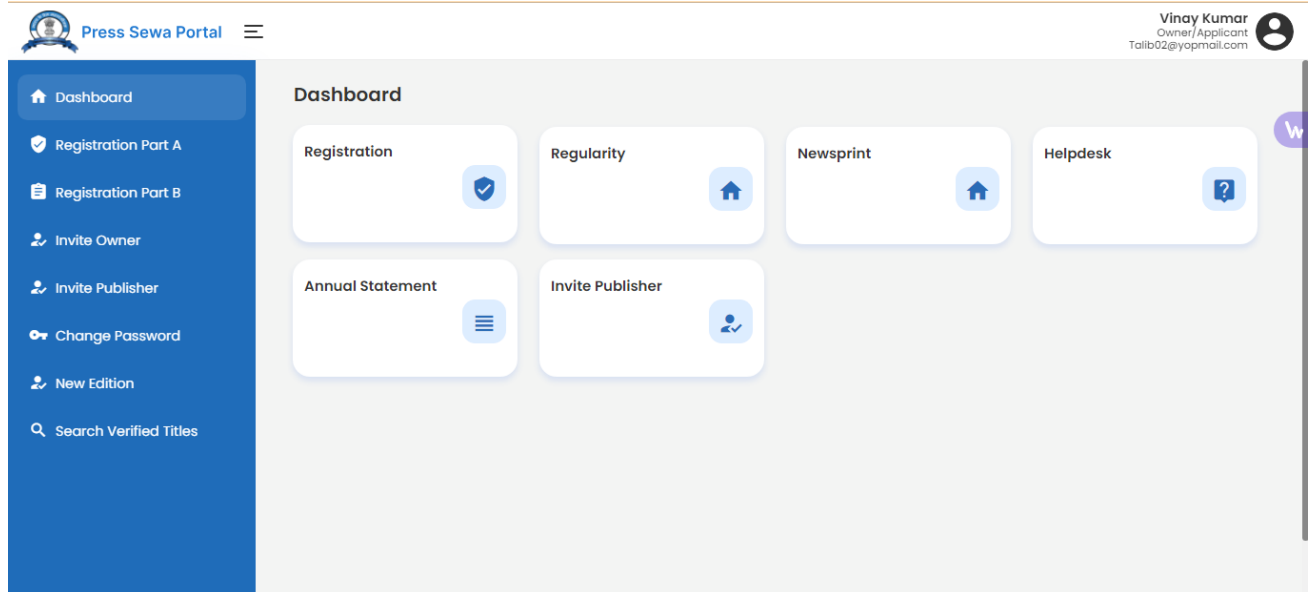 Press Sewa Portal
Vinay Kumar
Owner/Applicant
Talib02@yopmail.com
Dashboard
Registration Part A
Registration Part B
Invite Owner
Invite Publisher
Change Password
New Edition
Search Verified Titles
Dashboard
Registration
Regularity
Newsprint
Helpdesk
Annual Statement
Invite Publisher